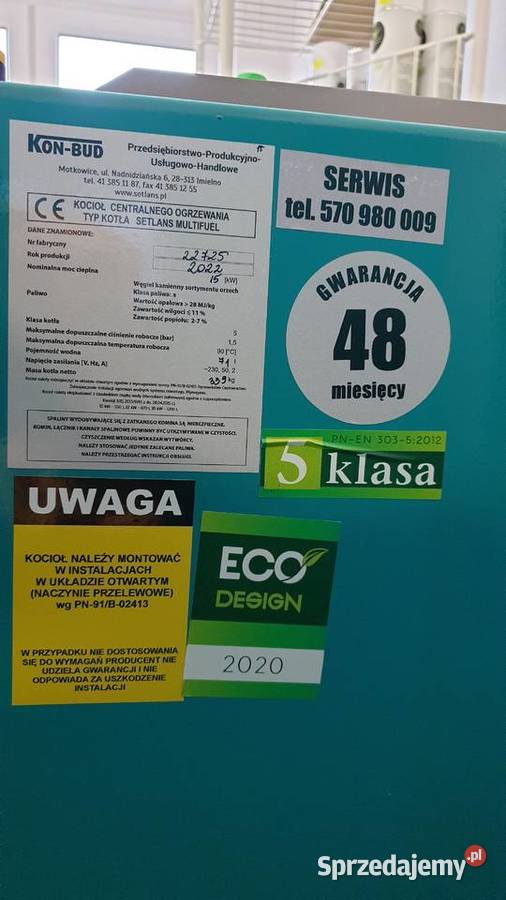 KON-BUD
Przedsiębiorstwo-Produkcyjno-
Usługowo-Handlowe
Motkowice, ul. Nadnidziańska 6, 28-313 Imielno
tel. 41 385 11 87, fax 41 385 12 55
www.setlans.pl
CE KOCIOŁ CENTRALNEGO OGRZEWANIA
TYP KOTŁA SETLANS MULTIFUEL
DANE ZNAMIONOWE:
Nr fabryczny 22725
Rok produkcji 2022
Nominalna moc cieplna 15 [kW]
Paliwo
Węgiel kamienny sortymentu orzech
Klasa paliwa: a
Wartość opałowa > 28 MJ/kg
Zawartość wilgoci ≤ 11 %
Zawartość popiołu: 2-7 %
Klasa kotła 5
Maksymalne dopuszczalne ciśnienie robocze [bar] 1,5
Maksymalna dopuszczalna temperatura robocza 90 [°C]
Pojemność wodna 71 l
Napięcie zasilania [V, Hz, A] ~230, 50, 2
Masa kotła netto kg
SPALINY WYDOBYWAJĄCE SIĘ Z ZATKANEGO KOMINA SĄ NIEBEZPIECZNE.
KOMIN, ŁĄCZNIK I KANAŁY SPALINOWE POWINNY BYĆ UTRZYMYWANE W CZYSTOŚCI.
CZYSZCZENIE WEDŁUG WSKAZAŃ WYTWÓRCY.
NALEŻY STOSOWAĆ JEDYNIE ZALECANE PALIWA.
NALEŻY PRZESTRZEGAĆ INSTRUKCJI OBSŁUGI.
SERWIS
tel. 570 980 009
GWARANCJA
48
miesięcy
PN-EN 303-5:2012
5 klasa
UWAGA
KOCIOŁ NALEŻY MONTOWAĆ
W INSTALACJACH
W UKŁADZIE OTWARTYM
(NACZYNIE PRZELEWOWE)
wg PN-91/B-02413
W PRZYPADKU NIE DOSTOSOWANIA
SIĘ DO WYMAGAŃ PRODUCENT NIE
UDZIELA GWARANCJI I NIE
ODPOWIADA ZA USZKODZENIE
INSTALACJI
ECO
DESIGN
2020
Sprzedajemy.pl